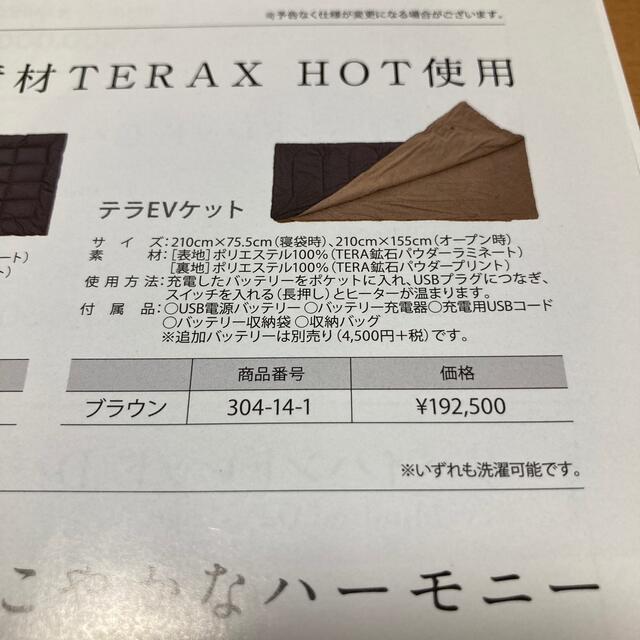 ※予告なく仕様が変更になる場合がございます。
材TERAX HOT使用
テラEVケット
サイズ:210cm×75.5cm(寝袋時)、210cm×155cm(オープン時)
素材:[表地]ポリエステル100%(TERA鉱石パウダーラミネート)
[裏地]ポリエステル100%(TERA鉱石パウダープリント)
使用方法:充電したバッテリーをポケットに入れ、USBプラグにつなぎ、
スイッチを入れる(長押し)とヒーターが温まります。
付属品:○USB電源バッテリー ○バッテリー充電器○充電用USBコード
○バッテリー収納袋 ○収納バッグ
※追加バッテリーは別売り(4,500円+税)です。
商品番号 価格
ブラウン 304-14-1 ¥192,500
※いずれも洗濯可能です。
なハーモニー